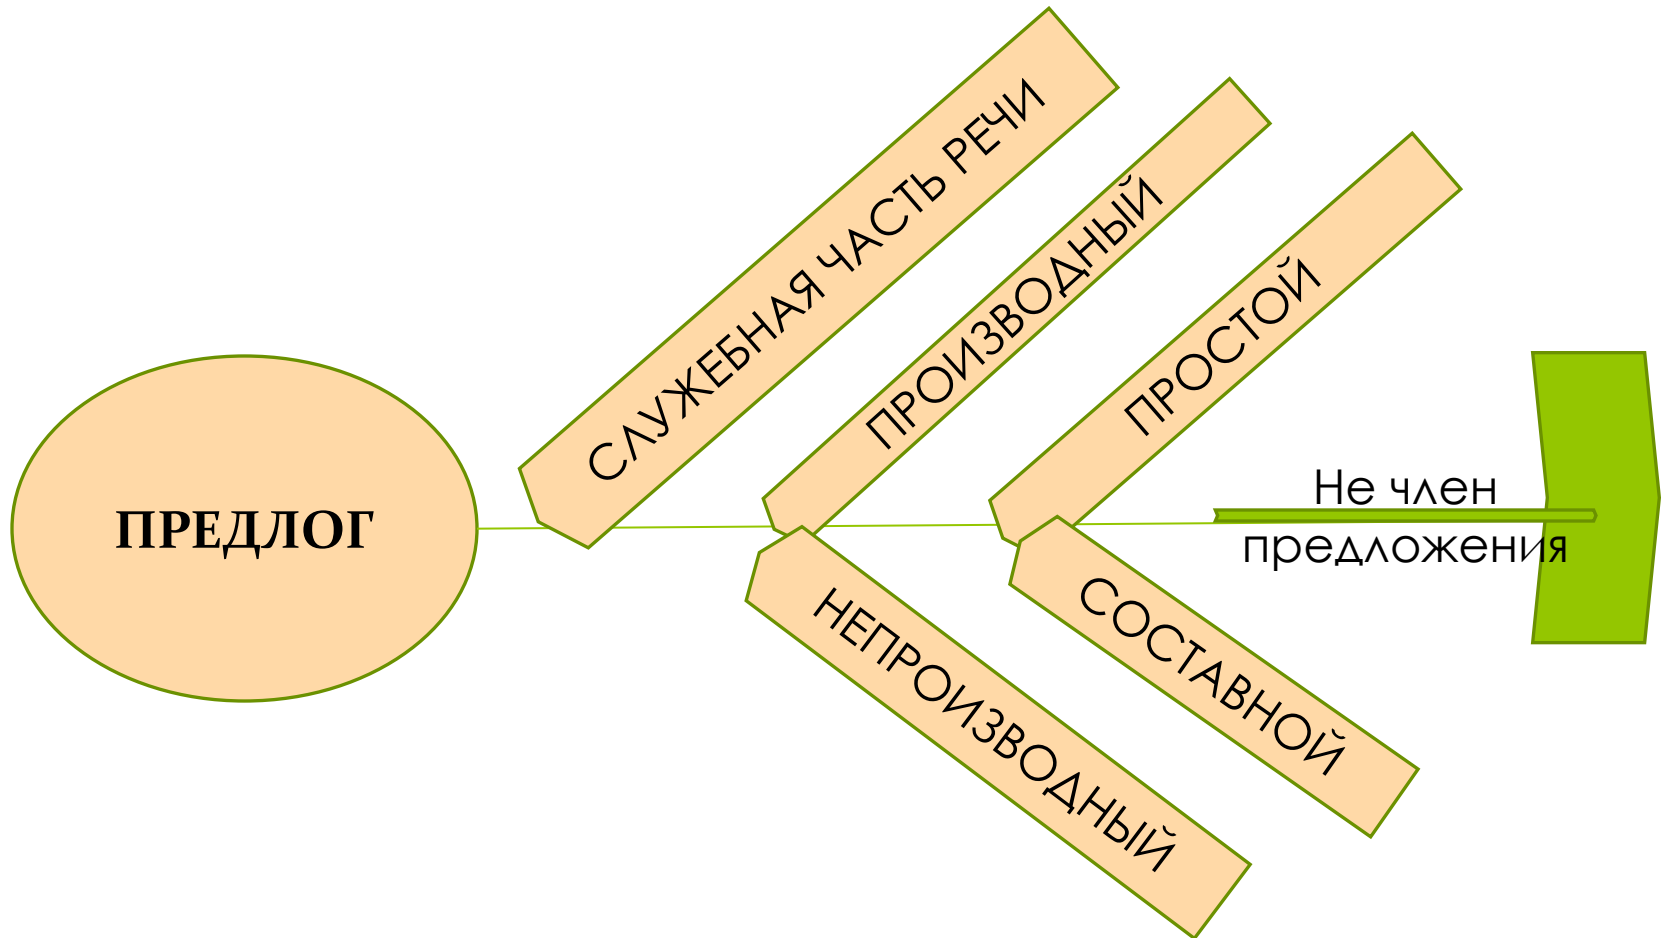 ПРЕДЛОГ
СЛУЖЕБНАЯ ЧАСТЬ РЕЧИ
ПРОИЗВОДНЫЙ
ПРОСТОЙ
Не член
предложения
НЕПРОИЗВОДНЫЙ
СОСТАВНОЙ